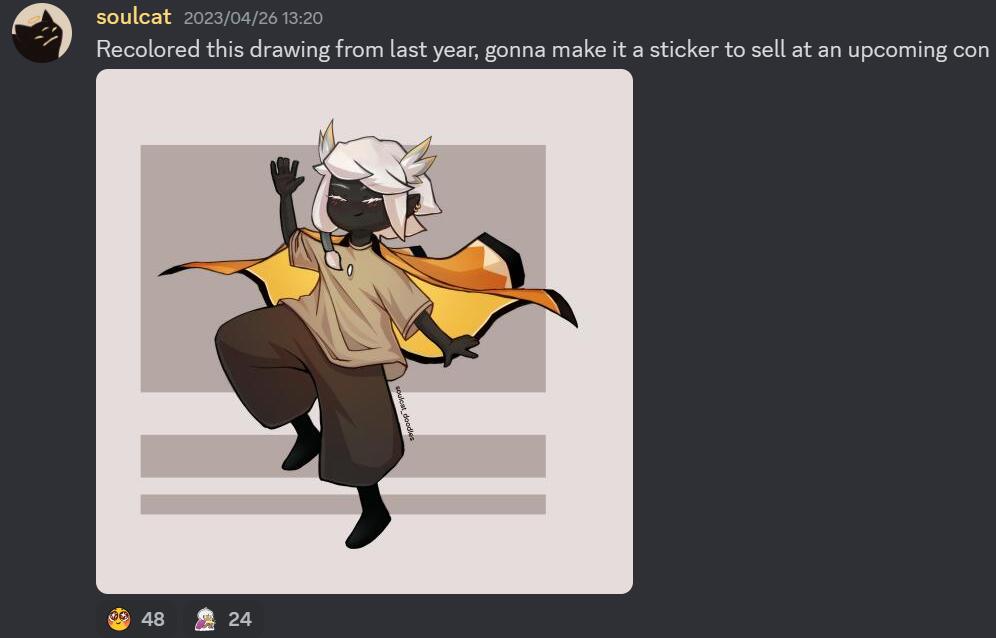 soulcat 2023/04/26 13:20
Recolored this drawing from last year, gonna make it a sticker to sell at an upcoming con
soulcat_doodles
48 24